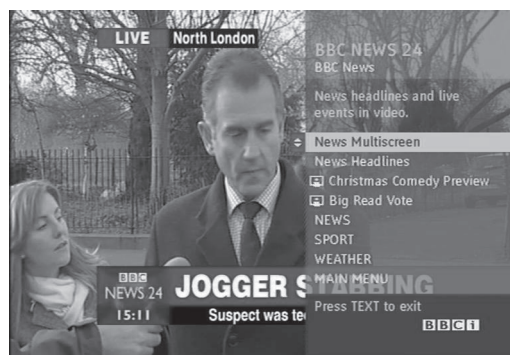 LIVE North London
BBC NEWS 24
BBC News
News headlines and live
events in video.
News Multiscreen
News Headlines
Christmas Comedy Preview
Big Read Vote
NEWS
SPORT
WEATHER
MAIN MENU
Press TEXT to exit
BBCi
BBC
NEWS 24
15:11
JOGGER STABBING
Suspect was